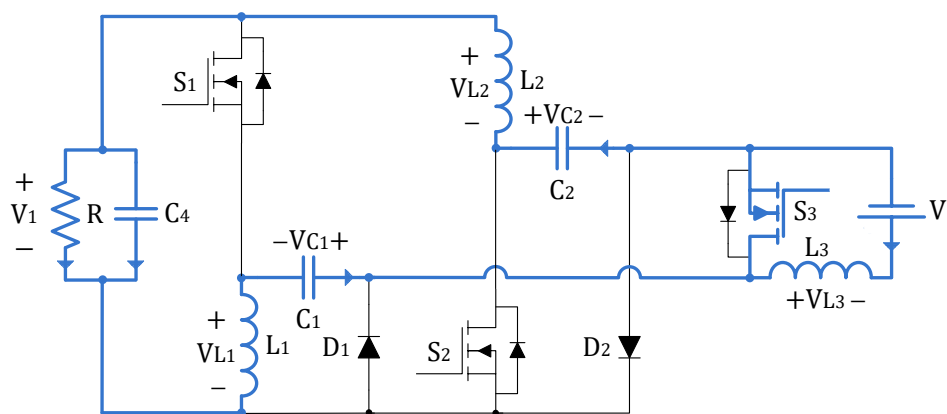 S1
+
VL2
−
L2
+VC2 −
C2
+
V1
−
R
C4
S3
V
L3
+VL3 −
−VC1+
C1
+
VL1
−
L1
D1
S2
D2